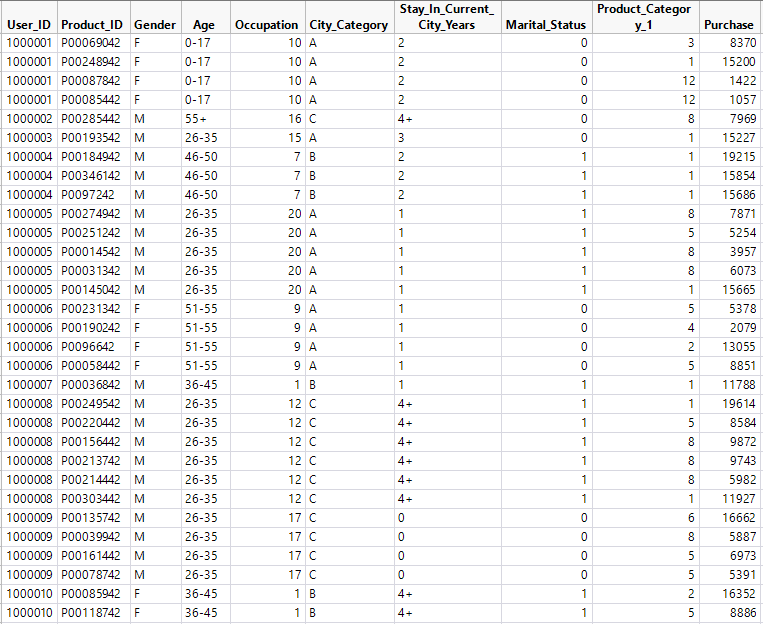 User_ID Product_ID Gender Age Occupation City_Category Stay_In_Current_ City_Years Marital_Status Product_Categor y_1 Purchase
1000001 P00069042 F 0-17 10 A 2 0 3 8370
1000001 P00248942 F 0-17 10 A 2 0 1 15200
1000001 P00087842 F 0-17 10 A 2 0 12 1422
1000001 P00085442 F 0-17 10 A 2 0 12 1057
1000002 P00285442 M 55+ 16 C 4+ 0 8 7969
1000003 P00193542 M 26-35 15 A 3 0 1 15227
1000004 P00184942 M 46-50 7 B 2 1 1 19215
1000004 P00346142 M 46-50 7 B 2 1 1 15854
1000004 P0097242 M 46-50 7 B 2 1 1 15686
1000005 P00274942 M 26-35 20 A 1 1 8 7871
1000005 P00251242 M 26-35 20 A 1 1 5 5254
1000005 P00014542 M 26-35 20 A 1 1 8 3957
1000005 P00031342 M 26-35 20 A 1 1 8 6073
1000005 P00145042 M 26-35 20 A 1 1 1 15665
1000006 P00231342 F 51-55 9 A 1 0 5 5378
1000006 P00190242 F 51-55 9 A 1 0 4 2079
1000006 P0096642 F 51-55 9 A 1 0 2 13055
1000006 P00058442 F 51-55 9 A 1 0 5 8851
1000007 P00036842 M 36-45 1 B 1 1 1 11788
1000008 P00249542 M 26-35 12 C 4+ 1 1 19614
1000008 P00220442 M 26-35 12 C 4+ 1 5 8584
1000008 P00156442 M 26-35 12 C 4+ 1 8 9872
1000008 P00213742 M 26-35 12 C 4+ 1 8 9743
1000008 P00214442 M 26-35 12 C 4+ 1 8 5982
1000008 P00303442 M 26-35 12 C 4+ 1 1 11927
1000009 P00135742 M 26-35 17 C 0 0 6 16662
1000009 P00039942 M 26-35 17 C 0 0 8 5887
1000009 P00161442 M 26-35 17 C 0 0 5 6973
1000009 P00078742 M 26-35 17 C 0 0 5 5391
1000010 P00085942 F 36-45 1 B 4+ 1 2 16352
1000010 P00118742 F 36-45 1 B 4+ 1 5 8886